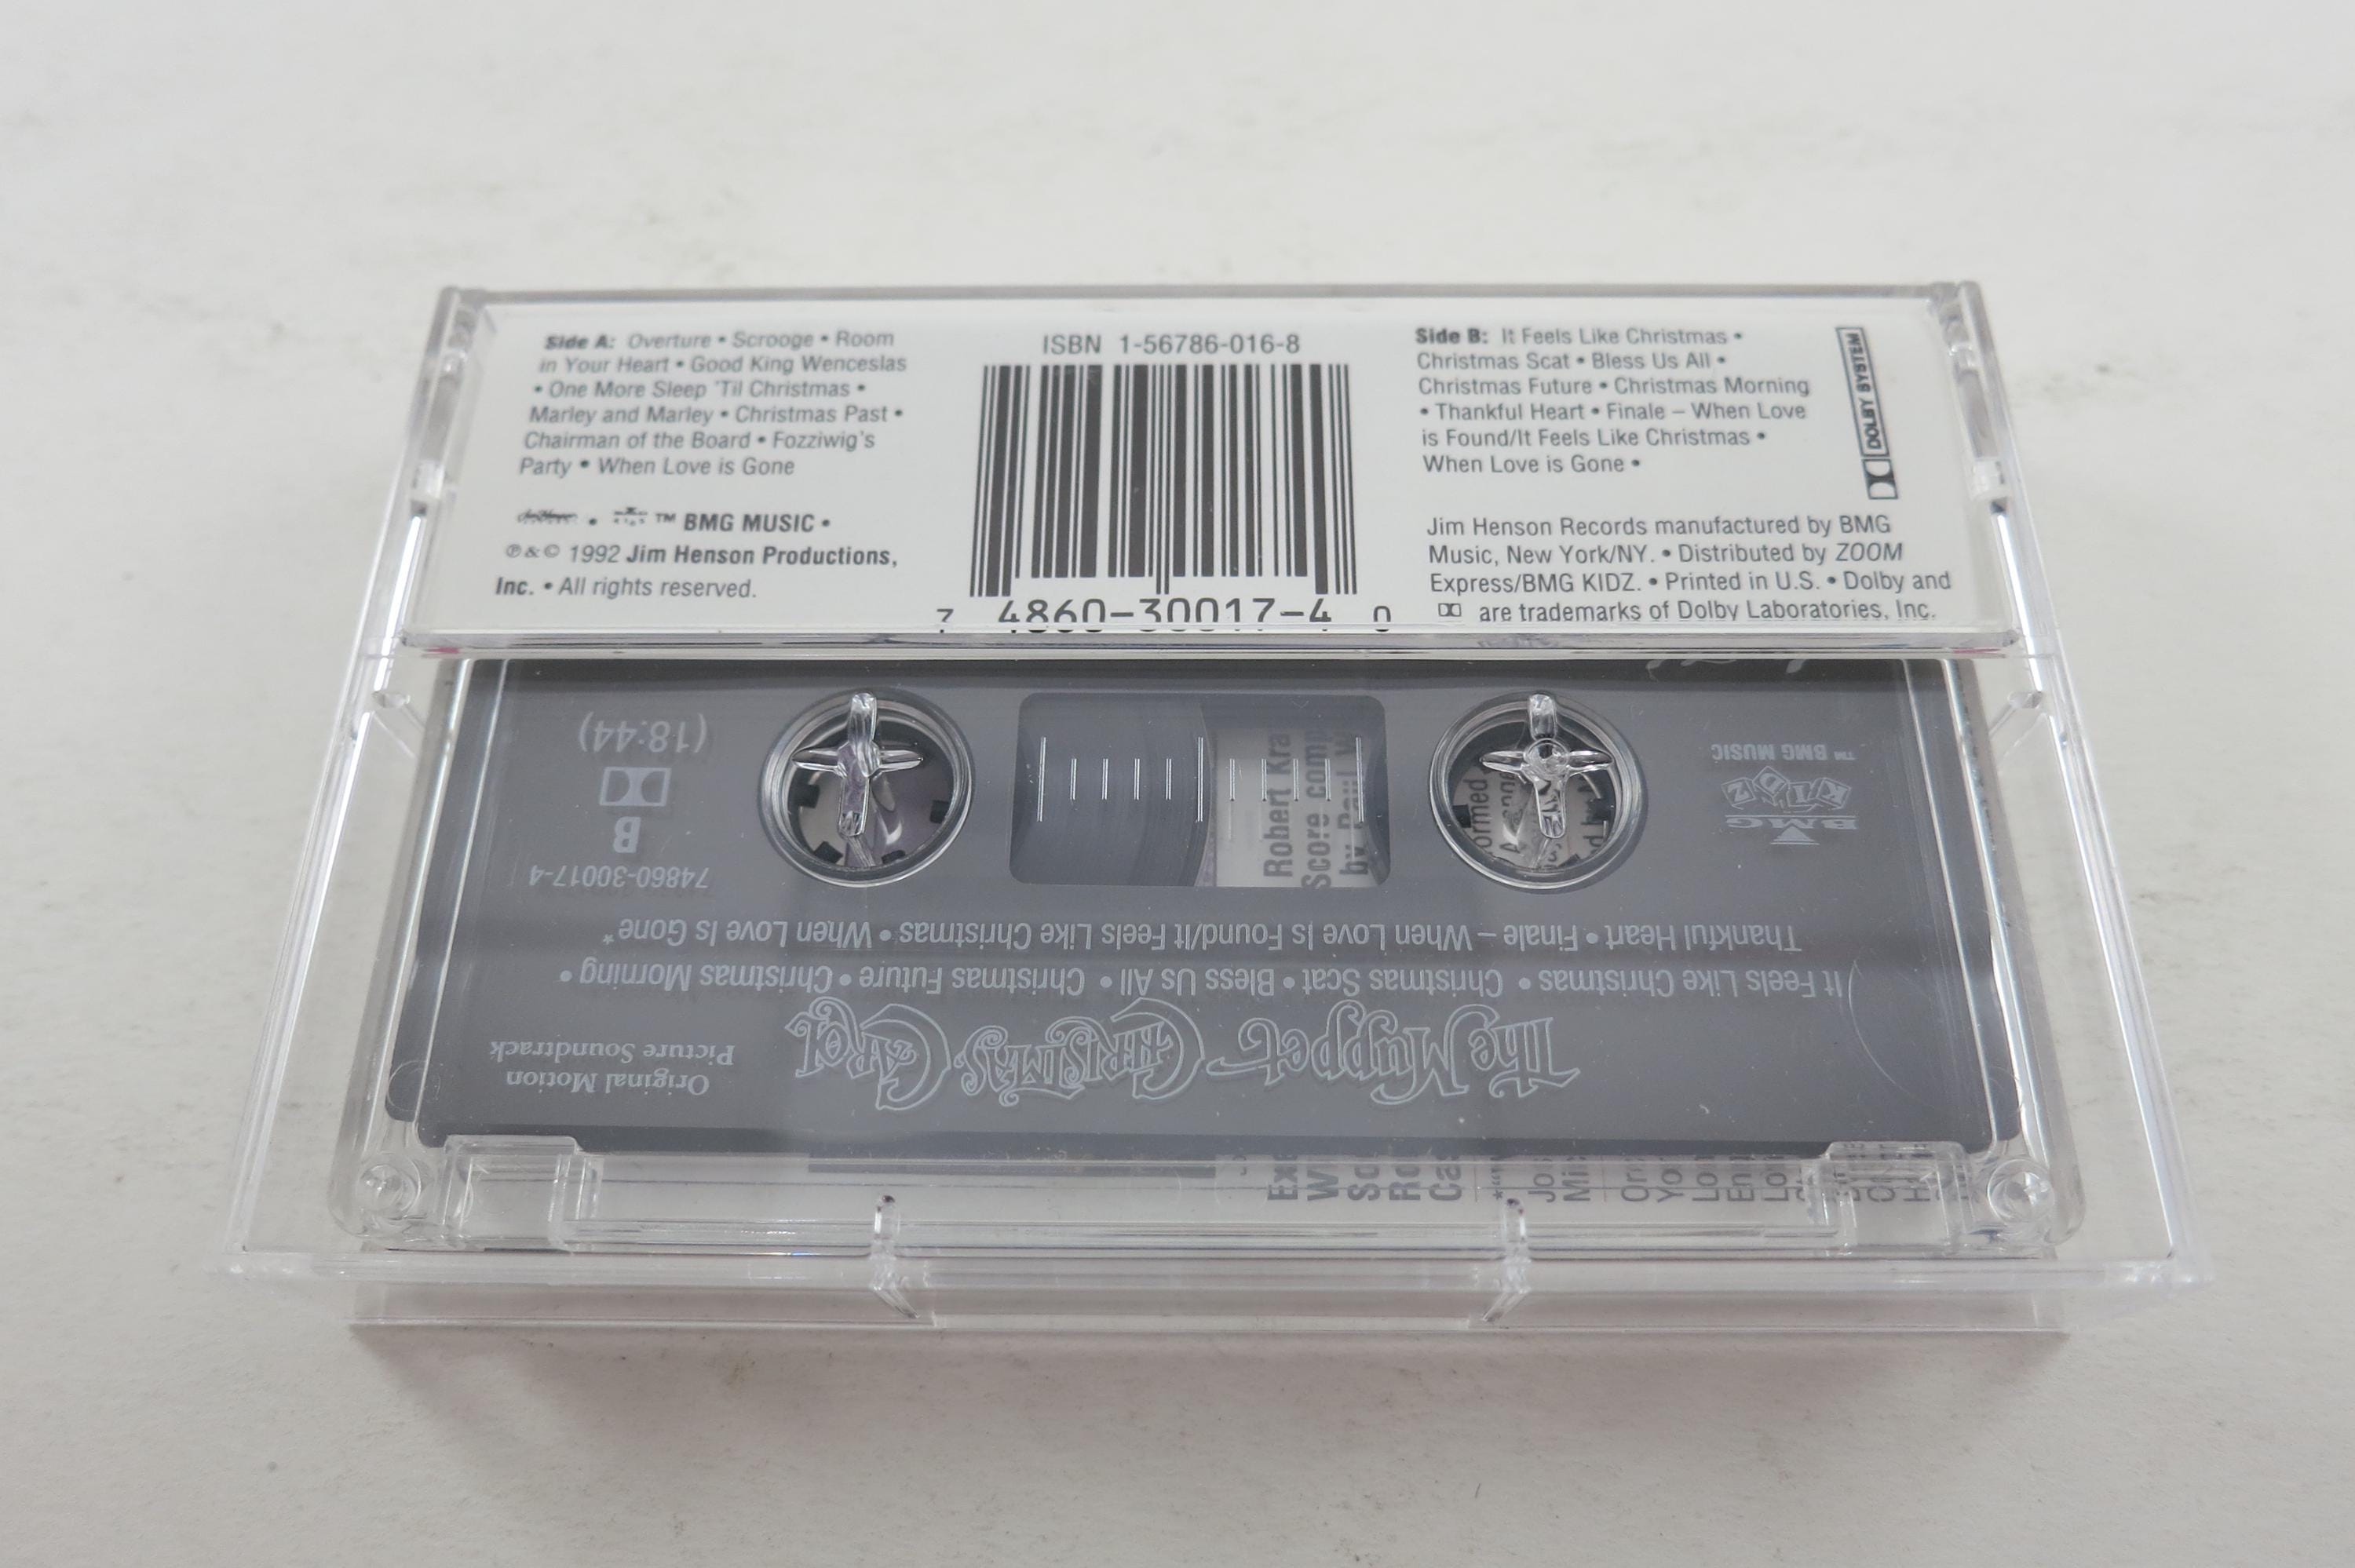 Side A: Overture • Scrooge • Room
in Your Heart • Good King Wenceslas
• One More Sleep 'Til Christmas •
Marley and Marley • Christmas Past •
Chairman of the Board • Fozziwig's
Party • When Love is Gone
• ™ BMG MUSIC •
℗ & © 1992 Jim Henson Productions,
Inc. • All rights reserved.
ISBN 1-56786-016-8
7 4860-30017-4 0
Side B: It Feels Like Christmas •
Christmas Scat • Bless Us All •
Christmas Future • Christmas Morning
• Thankful Heart • Finale – When Love
is Found/It Feels Like Christmas •
When Love is Gone •
DOLBY SYSTEM
Jim Henson Records manufactured by BMG
Music, New York/NY. • Distributed by ZOOM
Express/BMG KIDZ. • Printed in U.S. • Dolby and
are trademarks of Dolby Laboratories, Inc.
The Muppet Christmas Carol
Original Motion
Picture Soundtrack
It Feels Like Christmas • Christmas Scat • Bless Us All • Christmas Future • Christmas Morning •
Thankful Heart • Finale – When Love Is Found/It Feels Like Christmas • When Love Is Gone*
BMG
KIDZ
™ BMG MUSIC
74860-30017-4
B
(18:44)
Robert
Score
by